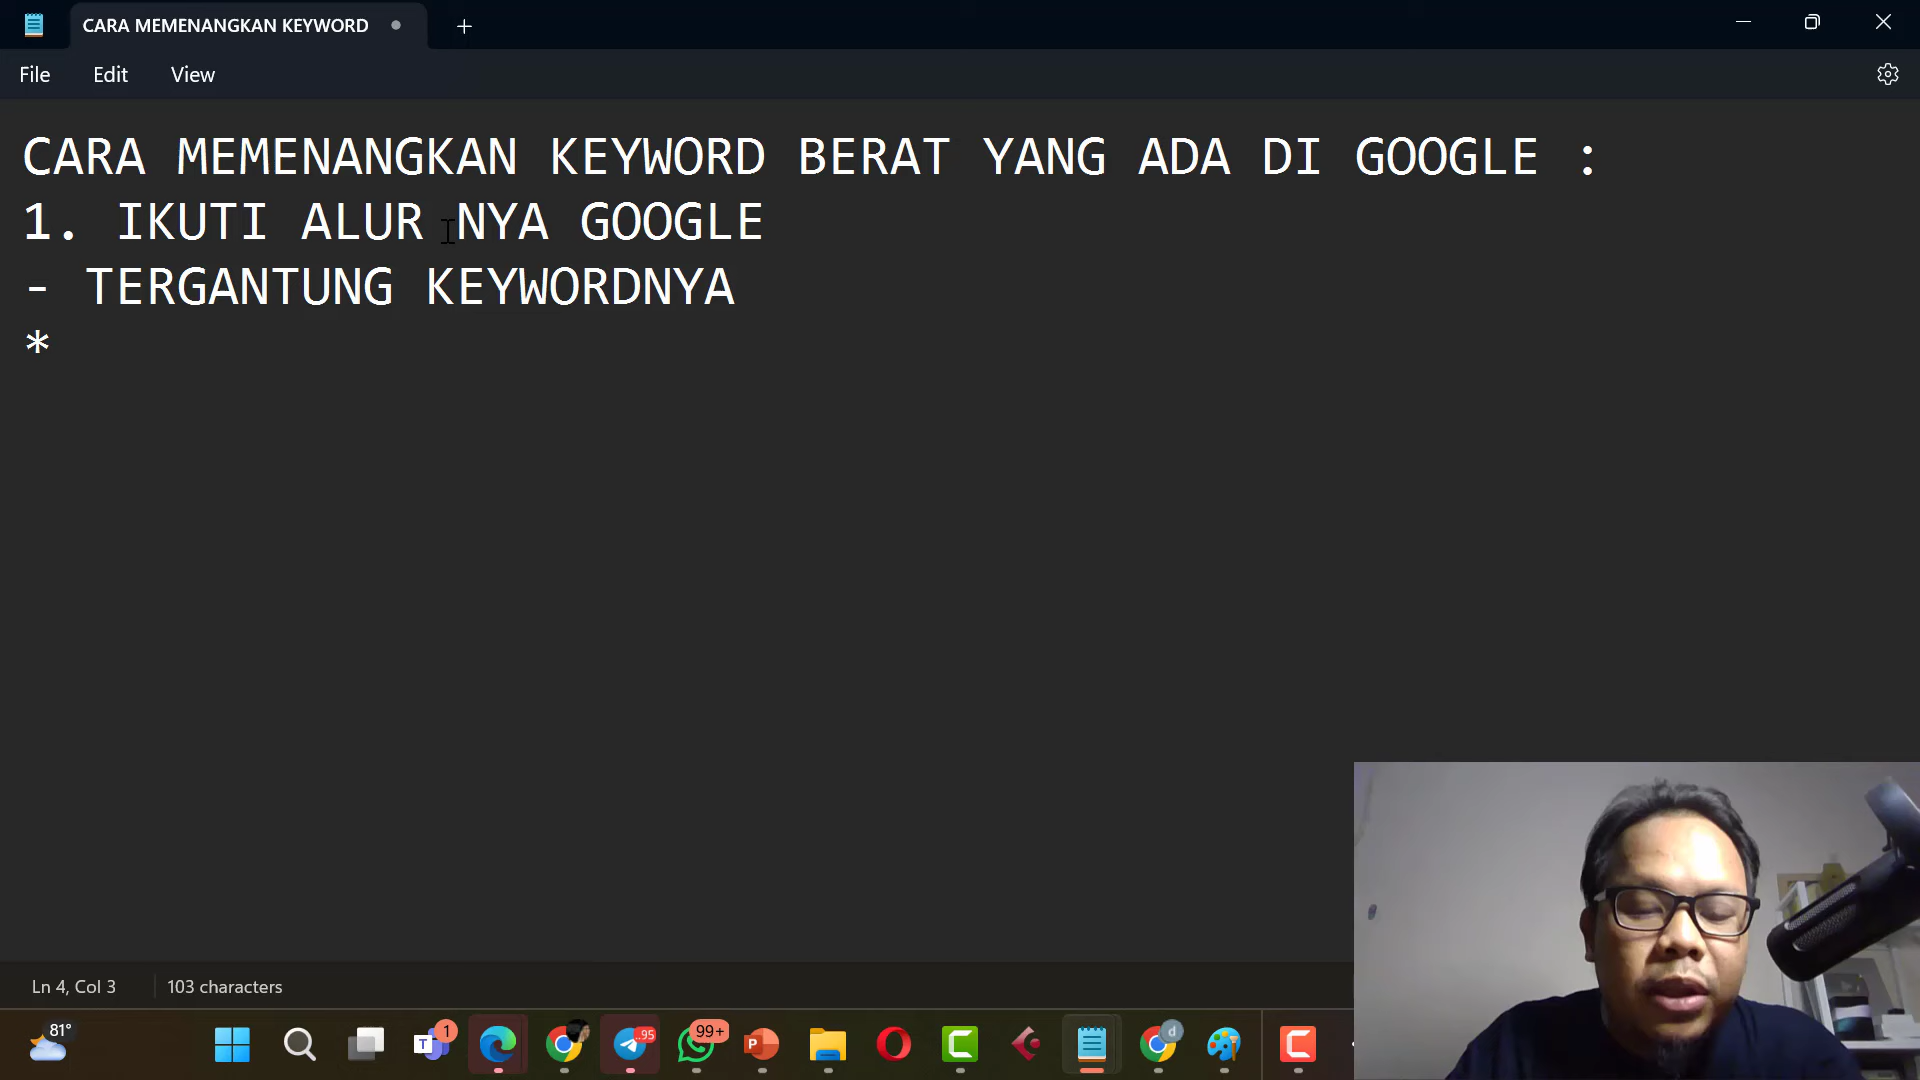 CARA MEMENANGKAN KEYWORD
File Edit View
CARA MEMENANGKAN KEYWORD BERAT YANG ADA DI GOOGLE :
1. IKUTI ALUR NYA GOOGLE
- TERGANTUNG KEYWORDNYA
*
Ln 4, Col 3 103 characters
81° T 1 ..95 99+ P d